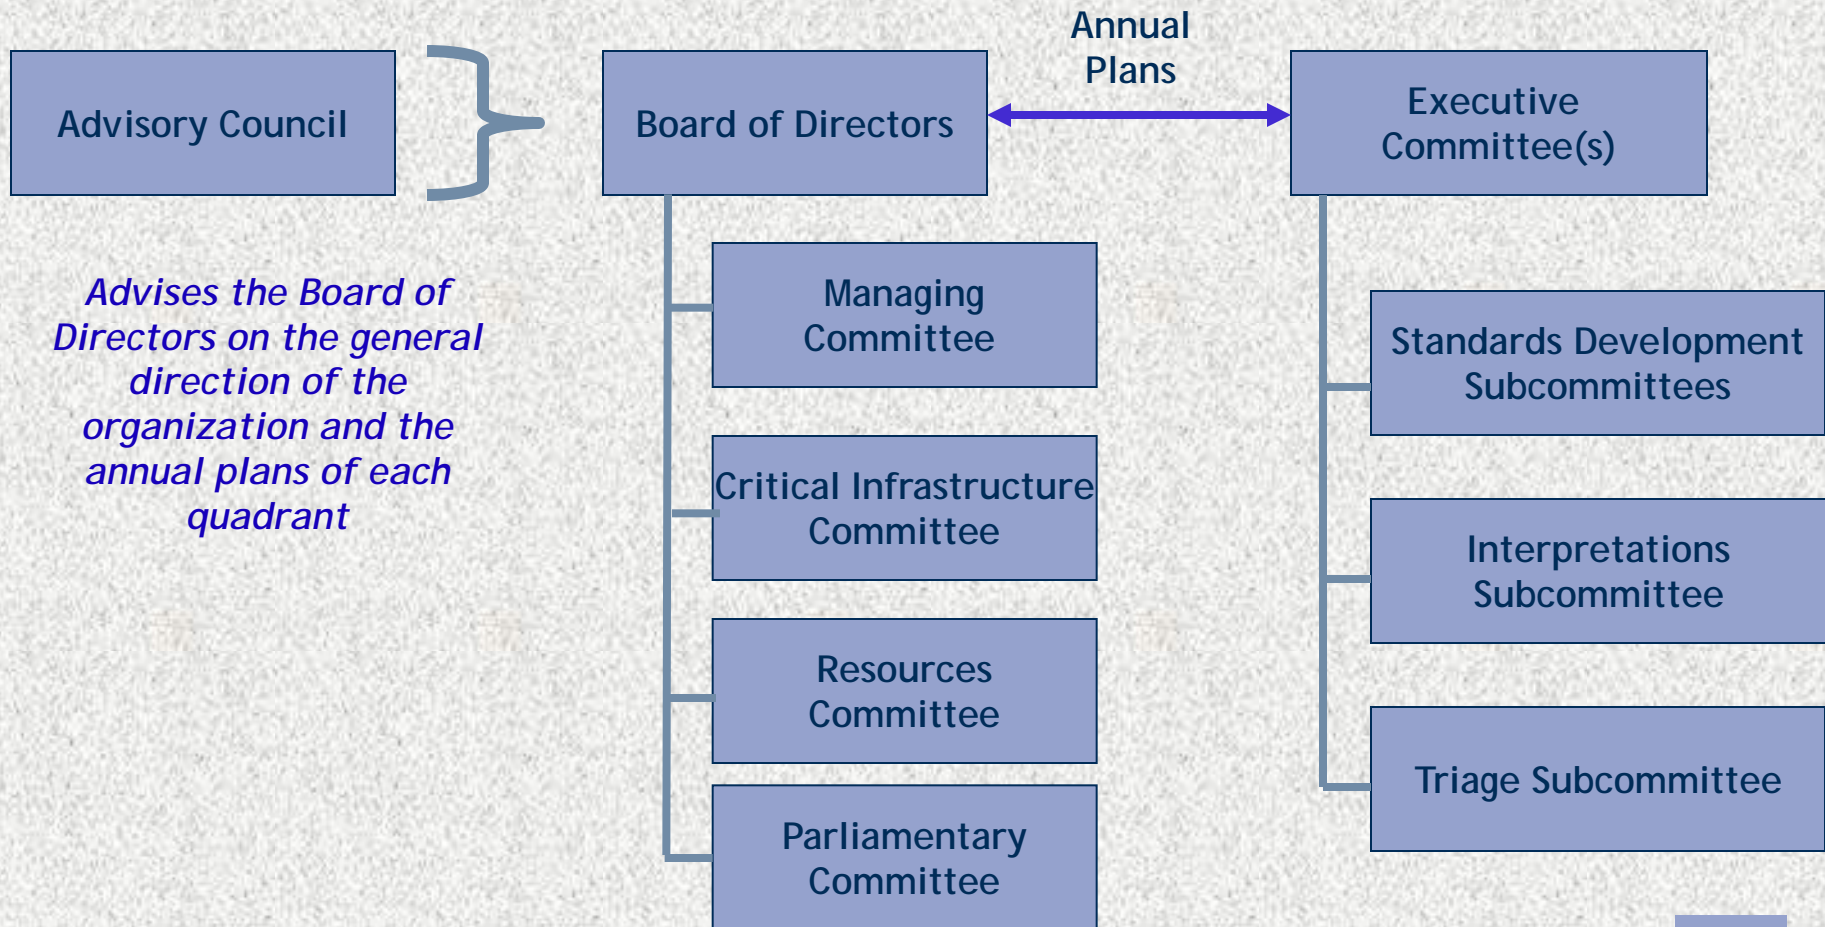 Advisory Council
Advises the Board of
Directors on the general
direction of the
organization and the
annual plans of each
quadrant
Board of Directors
Annual
Plans
Executive
Committee(s)
Managing
Committee
Critical Infrastructure
Committee
Resources
Committee
Parliamentary
Committee
Standards Development
Subcommittees
Interpretations
Subcommittee
Triage Subcommittee